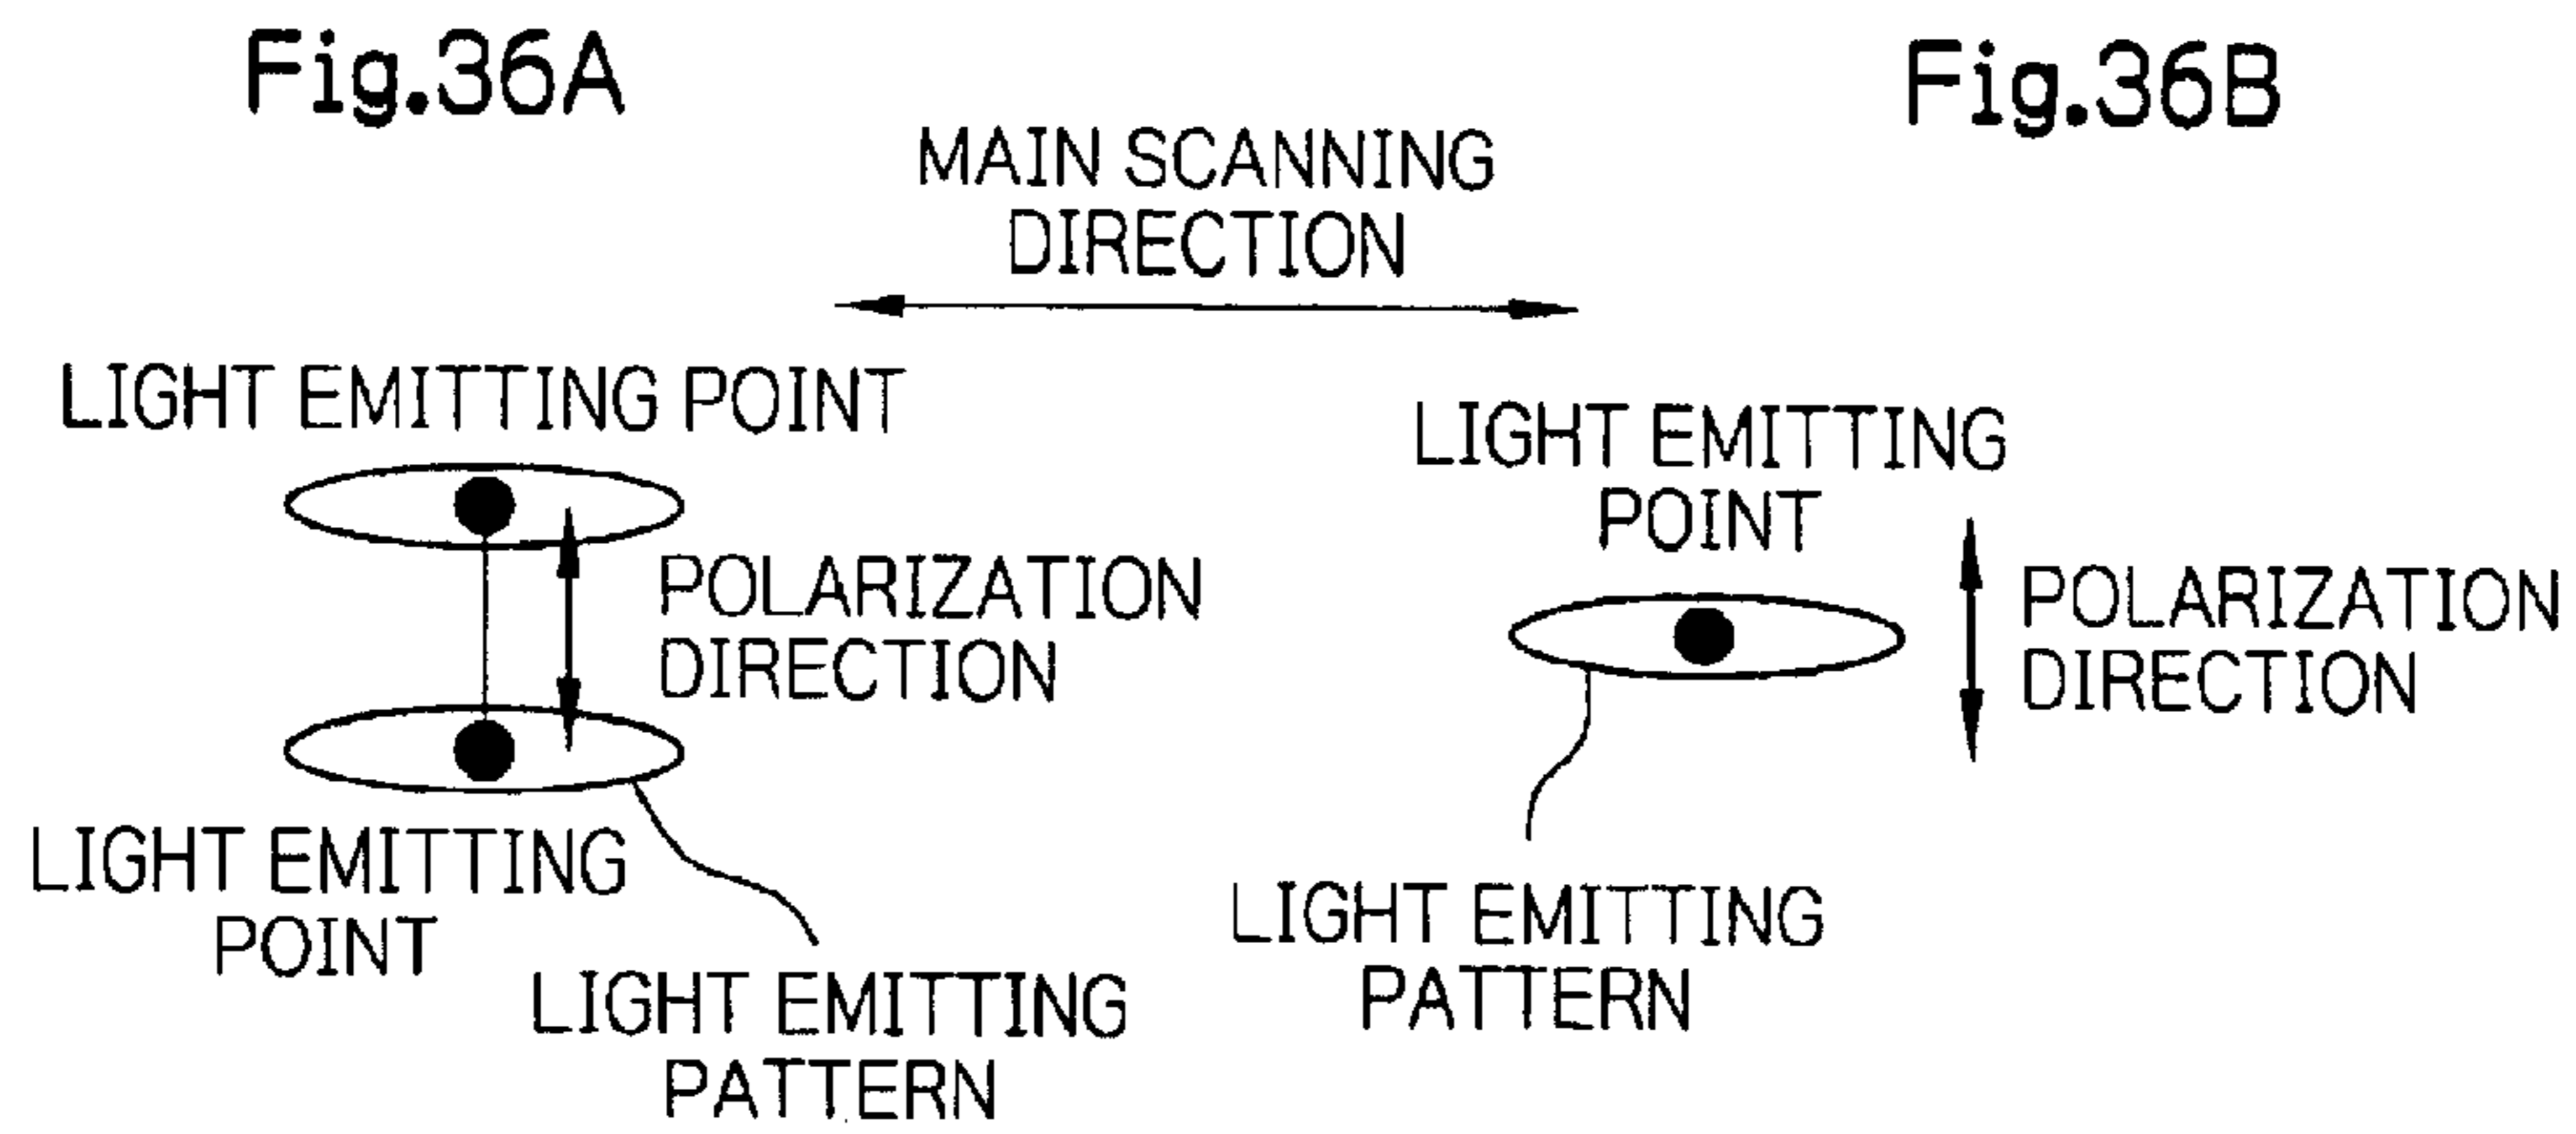 Fig.36A
Fig.36B
MAIN SCANNING
DIRECTION
LIGHT EMITTING POINT
POLARIZATION
DIRECTION
LIGHT EMITTING
POINT
LIGHT EMITTING
PATTERN
LIGHT EMITTING
POINT
POLARIZATION
DIRECTION
LIGHT EMITTING
PATTERN